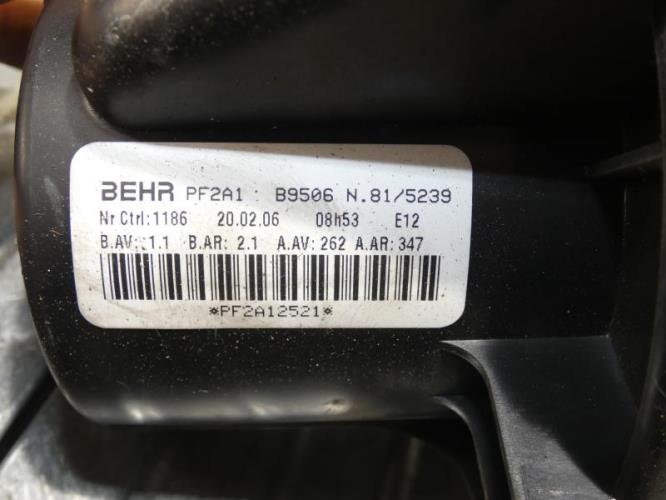 BEHR PF2A1 : B9506 N.81/5239
Nr Ctrl:1186 20.02.06 08h53 E12
B.AV: 1.1 B.AR: 2.1 A.AV: 262 A.AR: 347
*PF2A12521*